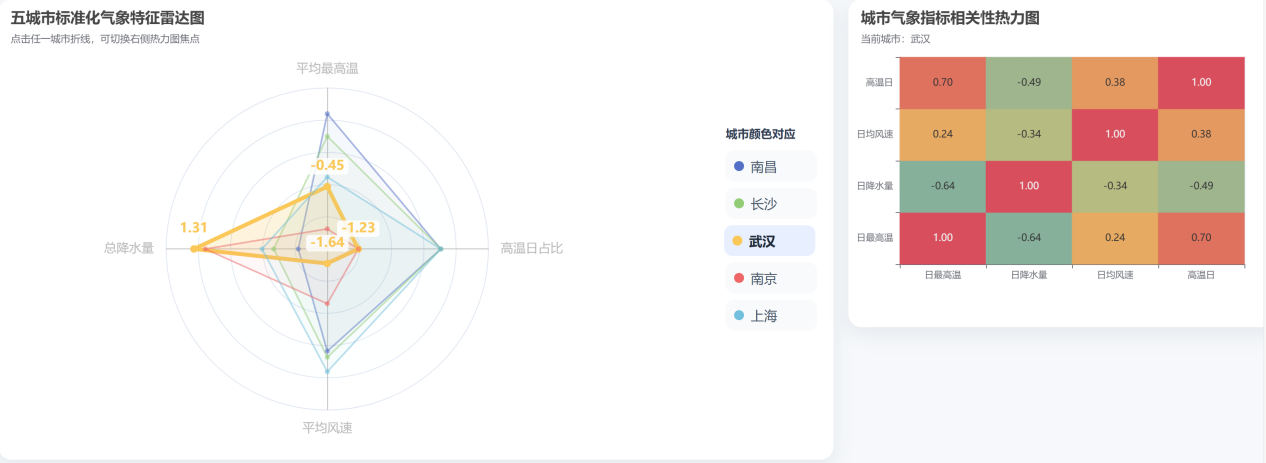 五城市标准化气象特征雷达图
点击任一城市折线，可切换右侧热力图焦点
平均最高温
-0.45
1.31
-1.23
-1.64
总降水量
高温日占比
平均风速
城市颜色对应
南昌
长沙
武汉
南京
上海
城市气象指标相关性热力图
当前城市：武汉
高温日 0.70 -0.49 0.38 1.00
日均风速 0.24 -0.34 1.00 0.38
日降水量 -0.64 1.00 -0.34 -0.49
日最高温 1.00 -0.64 0.24 0.70
日最高温 日降水量 日均风速 高温日